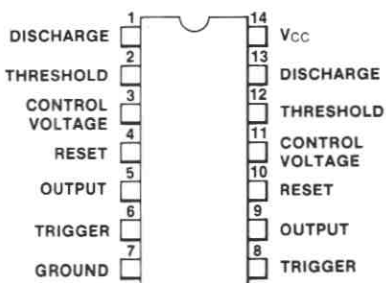 1
DISCHARGE
2
THRESHOLD
3
CONTROL
VOLTAGE
4
RESET
5
OUTPUT
6
TRIGGER
7
GROUND
14
Vcc
13
DISCHARGE
12
THRESHOLD
11
CONTROL
VOLTAGE
10
RESET
9
OUTPUT
8
TRIGGER